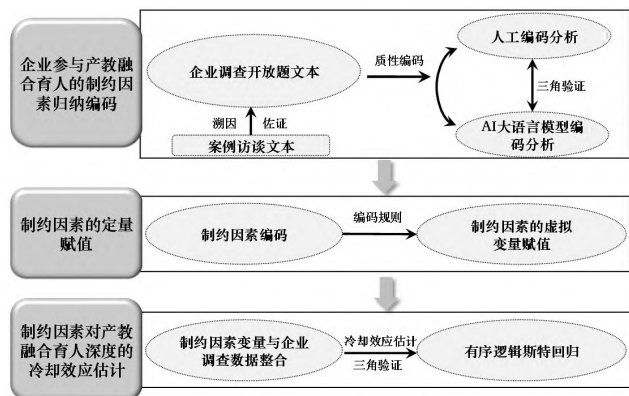 企业参与产教融
合育人的制约因
素归纳编码
企业调查开放题文本
质性编码
人工编码分析
三角验证
AI大语言模型编
码分析
溯因
佐证
案例访谈文本
制约因素的定量
赋值
制约因素编码
编码规则
制约因素的虚拟
变量赋值
制约因素对产教
融合育人深度的
冷却效应估计
制约因素变量与企业
调查数据整合
冷却效应估计
三角验证
有序逻辑斯特回归